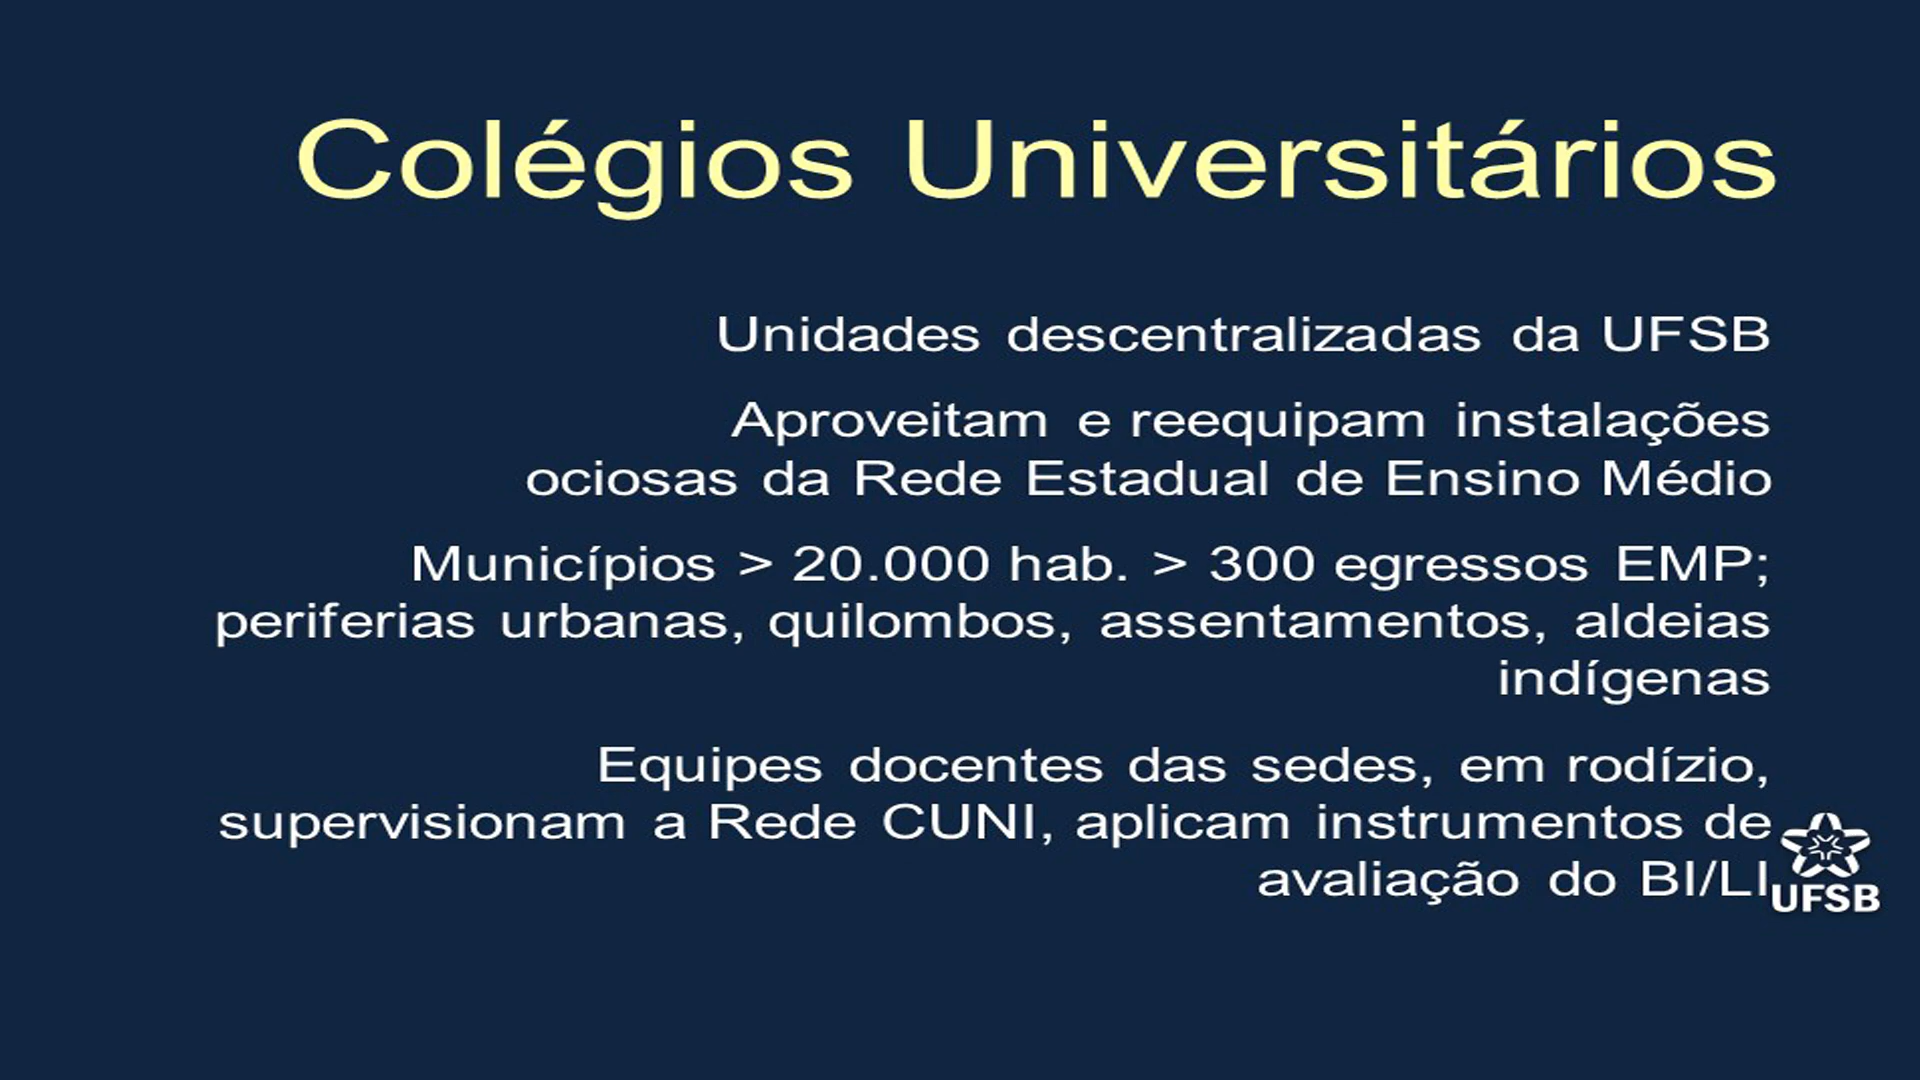 Colégios Universitários
Unidades descentralizadas da UFSB
Aproveitam e reequipam instalações
ociosas da Rede Estadual de Ensino Médio
Municípios > 20.000 hab. > 300 egressos EMP;
periferias urbanas, quilombos, assentamentos, aldeias
indígenas
Equipes docentes das sedes, em rodízio,
supervisionam a Rede CUNI, aplicam instrumentos de
avaliação do BI/LI
UFSB